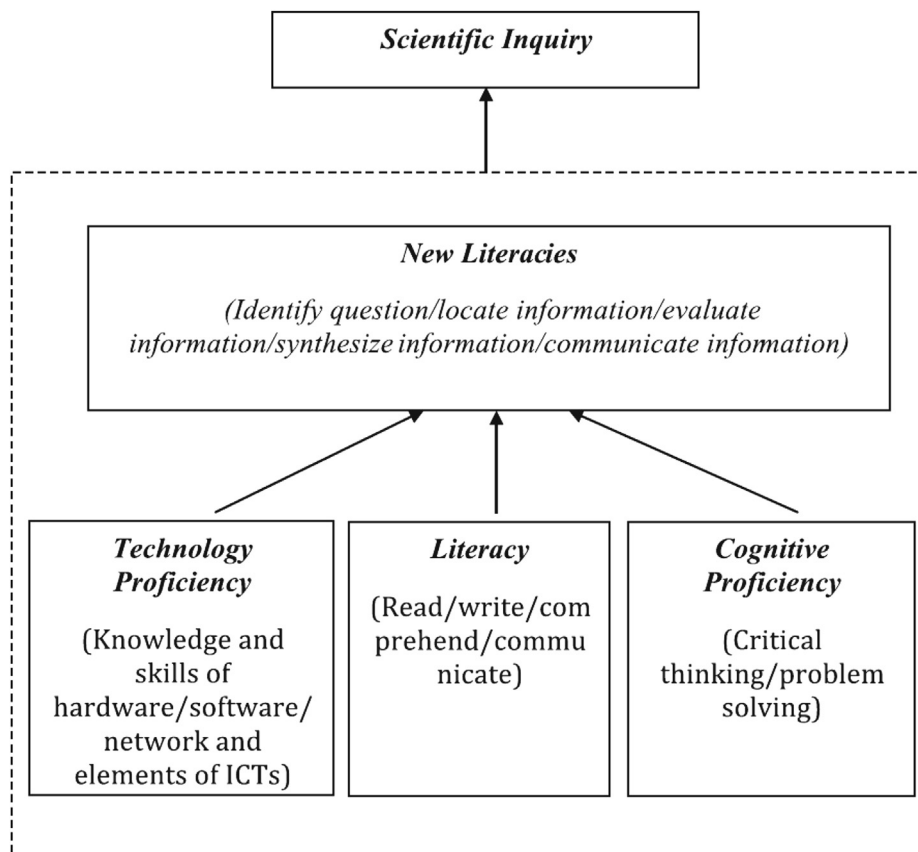 Scientific Inquiry
New Literacies
(Identify question/locate information/evaluate
information/synthesize information/communicate information)
Technology
Proficiency
(Knowledge and
skills of
hardware/software/
network and
elements of ICTs)
Literacy
(Read/write/com
prehend/commu
nicate)
Cognitive
Proficiency
(Critical
thinking/problem
solving)